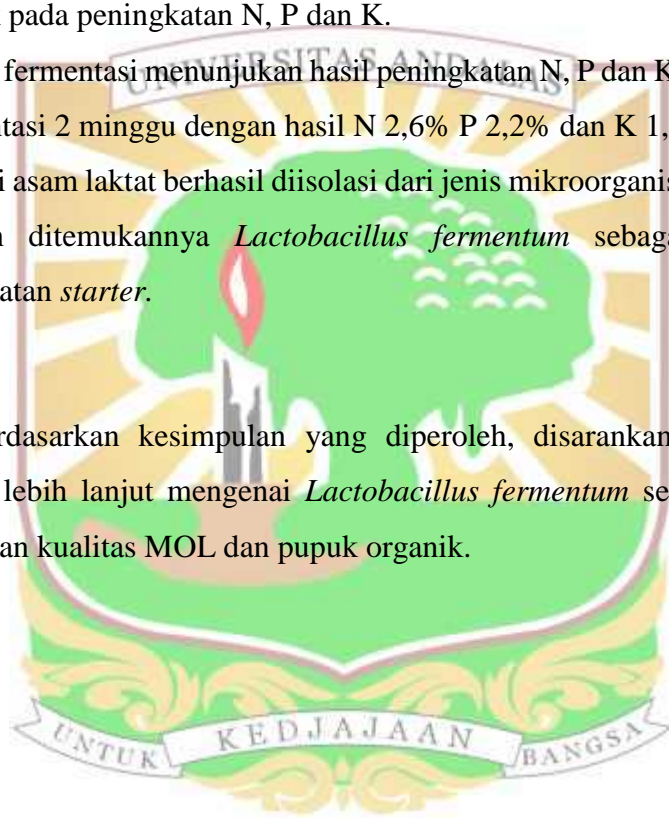 pada peningkatan N, P dan K.
UNIVERSITAS ANDALAS
fermentasi menunjukan hasil peningkatan N, P dan K
ntasi 2 minggu dengan hasil N 2,6% P 2,2% dan K 1,
i asam laktat berhasil diisolasi dari jenis mikroorganis
ditemukannya Lactobacillus fermentum sebaga
atan starter.
rdasarkan kesimpulan yang diperoleh, disarankan
lebih lanjut mengenai Lactobacillus fermentum se
an kualitas MOL dan pupuk organik.
UNTUK KEDJAJAAN BANGSA